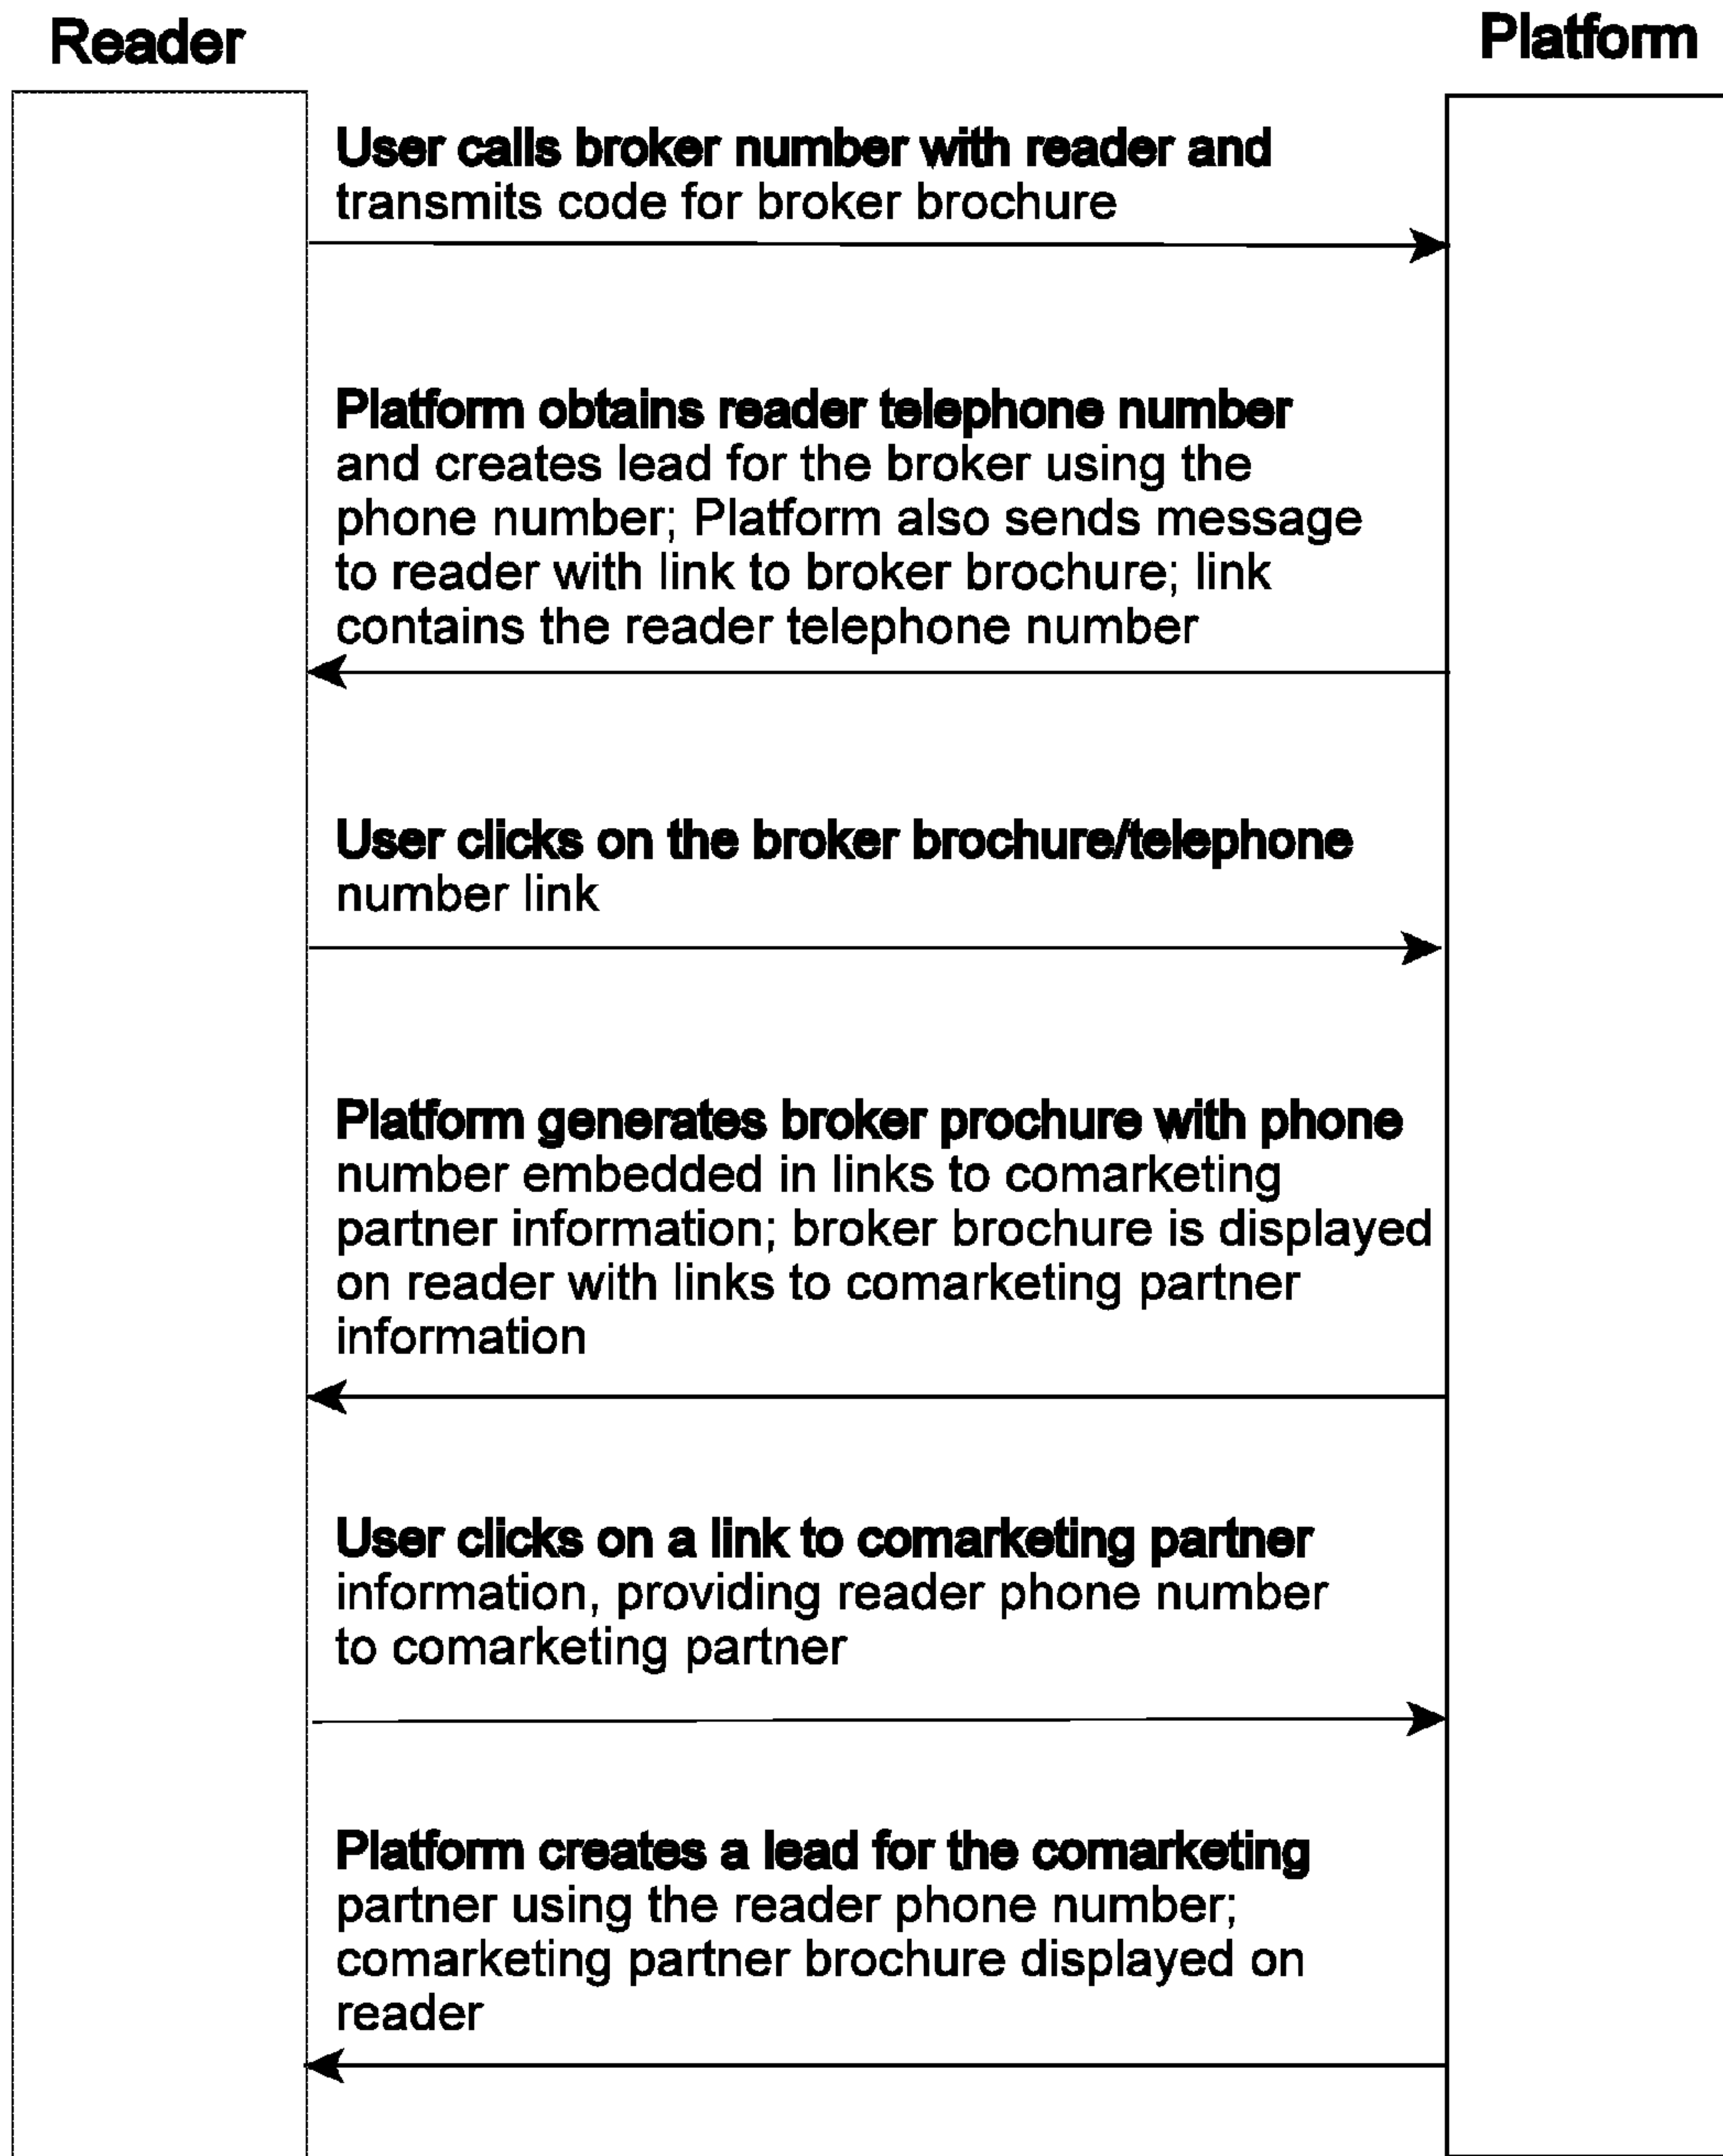 Reader
Platform
User calls broker number with reader and
transmits code for broker brochure
Platform obtains reader telephone number
and creates lead for the broker using the
phone number; Platform also sends message
to reader with link to broker brochure; link
contains the reader telephone number
User clicks on the broker brochure/telephone
number link
Platform generates broker prochure with phone
number embedded in links to comarketing
partner information; broker brochure is displayed
on reader with links to comarketing partner
information
User clicks on a link to comarketing partner
information, providing reader phone number
to comarketing partner
Platform creates a lead for the comarketing
partner using the reader phone number;
comarketing partner brochure displayed on
reader